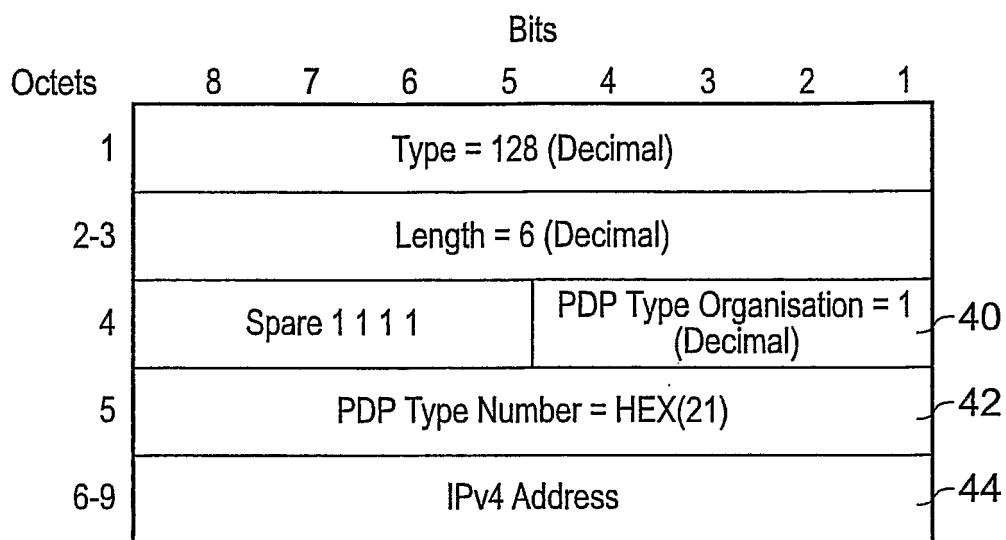 Bits
Octets 8 7 6 5 4 3 2 1
1 Type = 128 (Decimal)
2-3 Length = 6 (Decimal)
4 Spare 1 1 1 1 PDP Type Organisation = 1 40
(Decimal)
5 PDP Type Number = HEX(21) 42
6-9 IPv4 Address 44